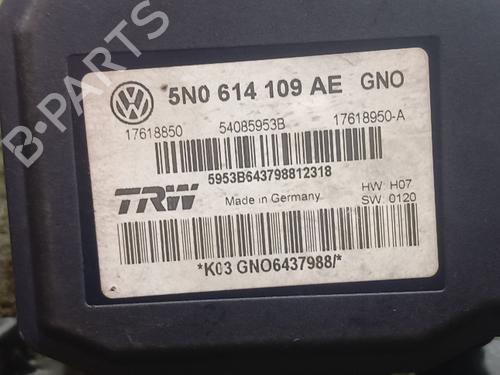 B-PARTS
5N0 614 109 AE GNO
17618850 54085953B 17618950-A
5953B643798812318
TRW Made in Germany HW: H07
SW: 0120
*K03 GNO6437988/*